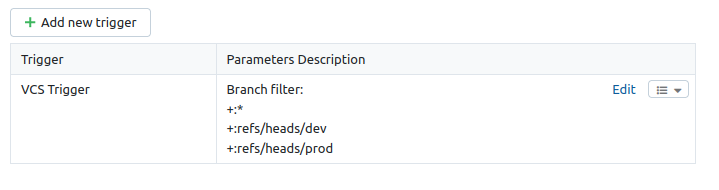 + Add new trigger
Trigger Parameters Description
VCS Trigger Branch filter: Edit
+:*
+:refs/heads/dev
+:refs/heads/prod